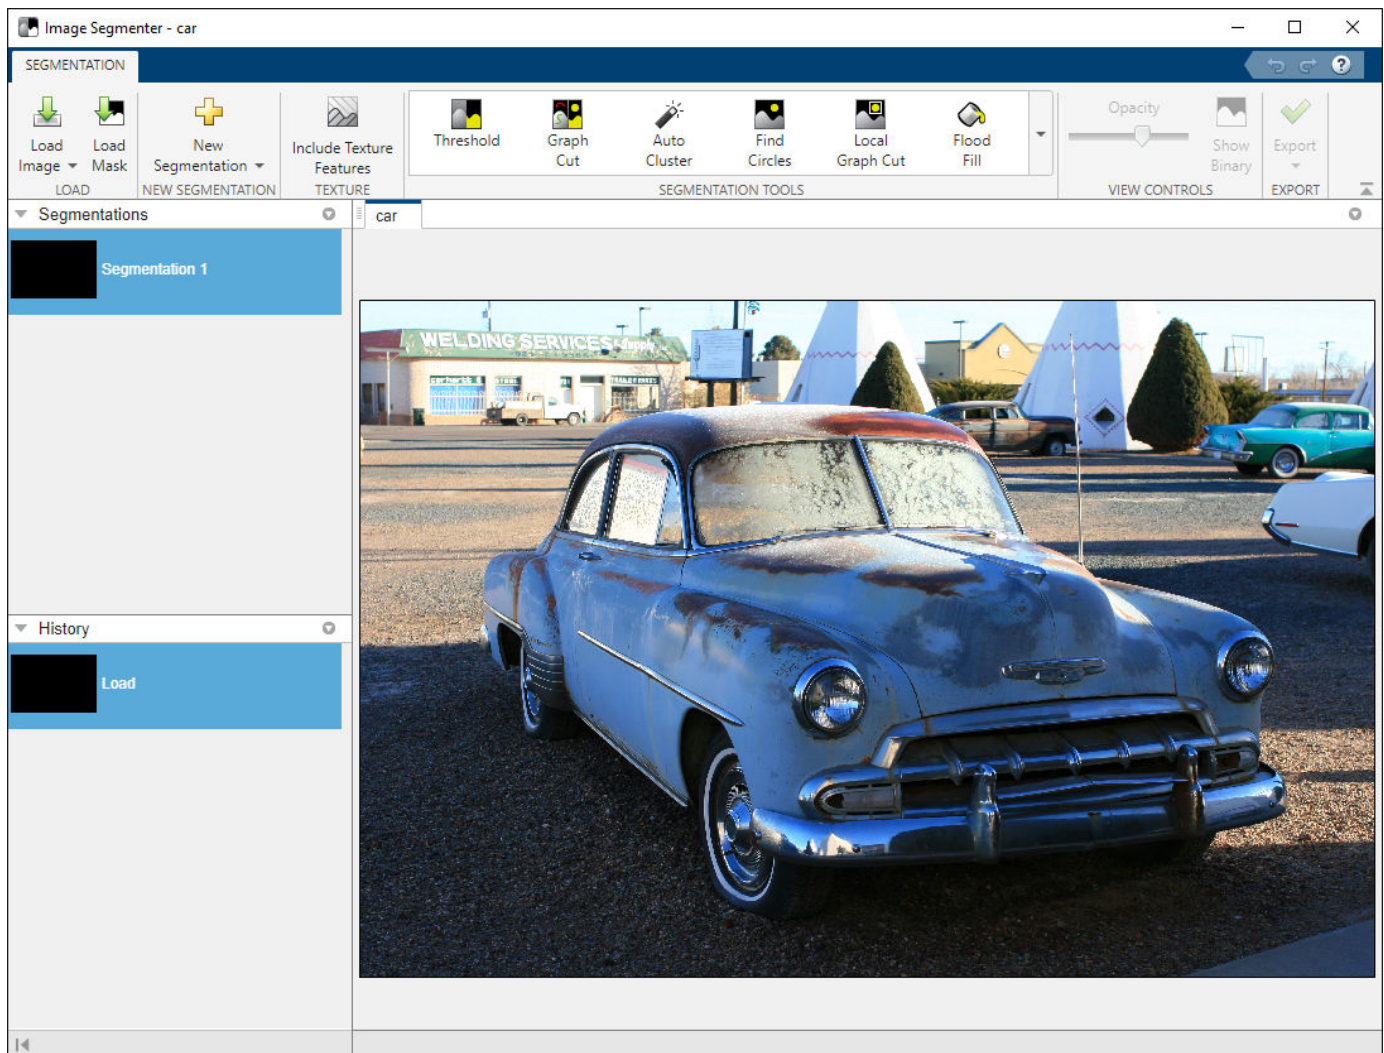 Image Segmenter - car
SEGMENTATION
Load Image
Load Mask
LOAD
New Segmentation
NEW SEGMENTATION
Include Texture Features
TEXTURE
Threshold
Graph Cut
Auto Cluster
Find Circles
Local Graph Cut
Flood Fill
SEGMENTATION TOOLS
Opacity
Show Binary
VIEW CONTROLS
Export
EXPORT
Segmentations
car
Segmentation 1
WELDING SERVICES & Supply
carhartt
History
Load